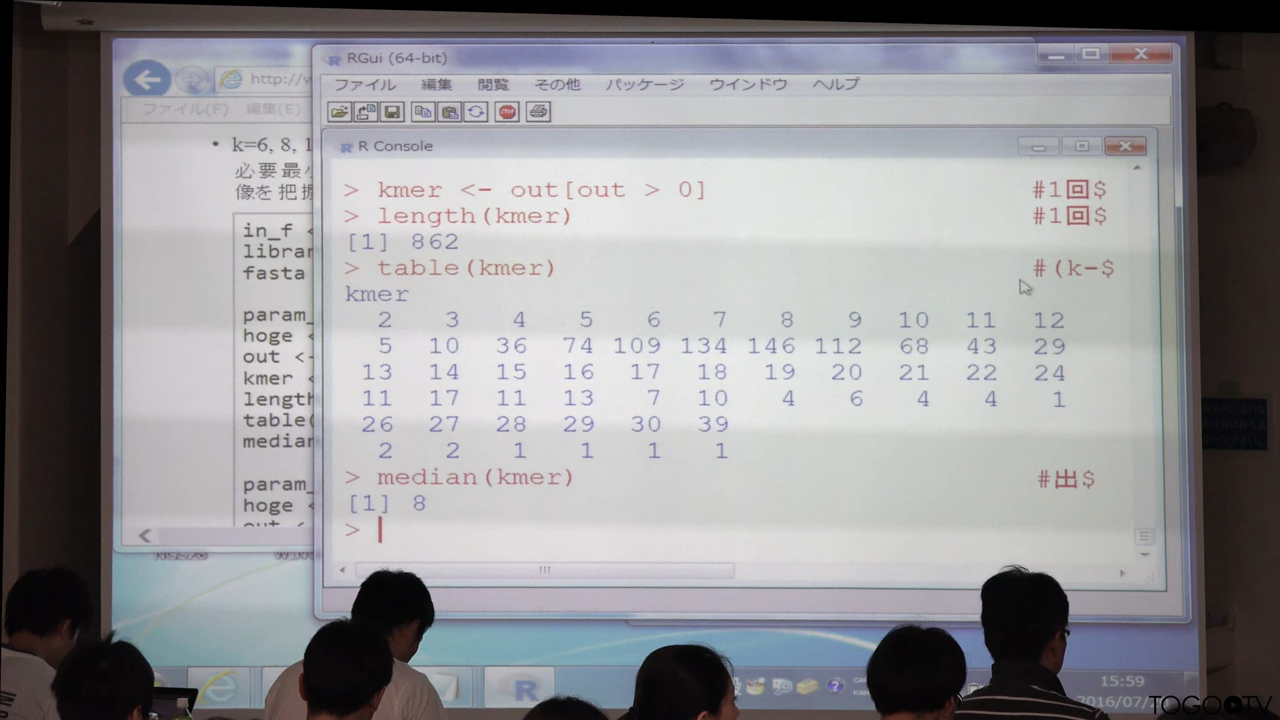 RGui (64-bit)
http://w
ファイル 編集 閲覧 その他 パッケージ ウインドウ ヘルプ
ファイル(F) 編集(E)
STOP
R Console
• k=6, 8, 1
必要最
像を把握
in_f <
librar
fasta
param_
hoge <
out <-
kmer <
length
table(
median
param_
hoge <
out <
> kmer <- out[out > 0] #1回$
> length(kmer) #1回$
[1] 862
> table(kmer) #(k-$
kmer
2 3 4 5 6 7 8 9 10 11 12
5 10 36 74 109 134 146 112 68 43 29
13 14 15 16 17 18 19 20 21 22 24
11 17 11 13 7 10 4 6 4 4 1
26 27 28 29 30 39
2 2 1 1 1 1
> median(kmer) #出$
[1] 8
>
15:59
2016/07/
TOGOTV